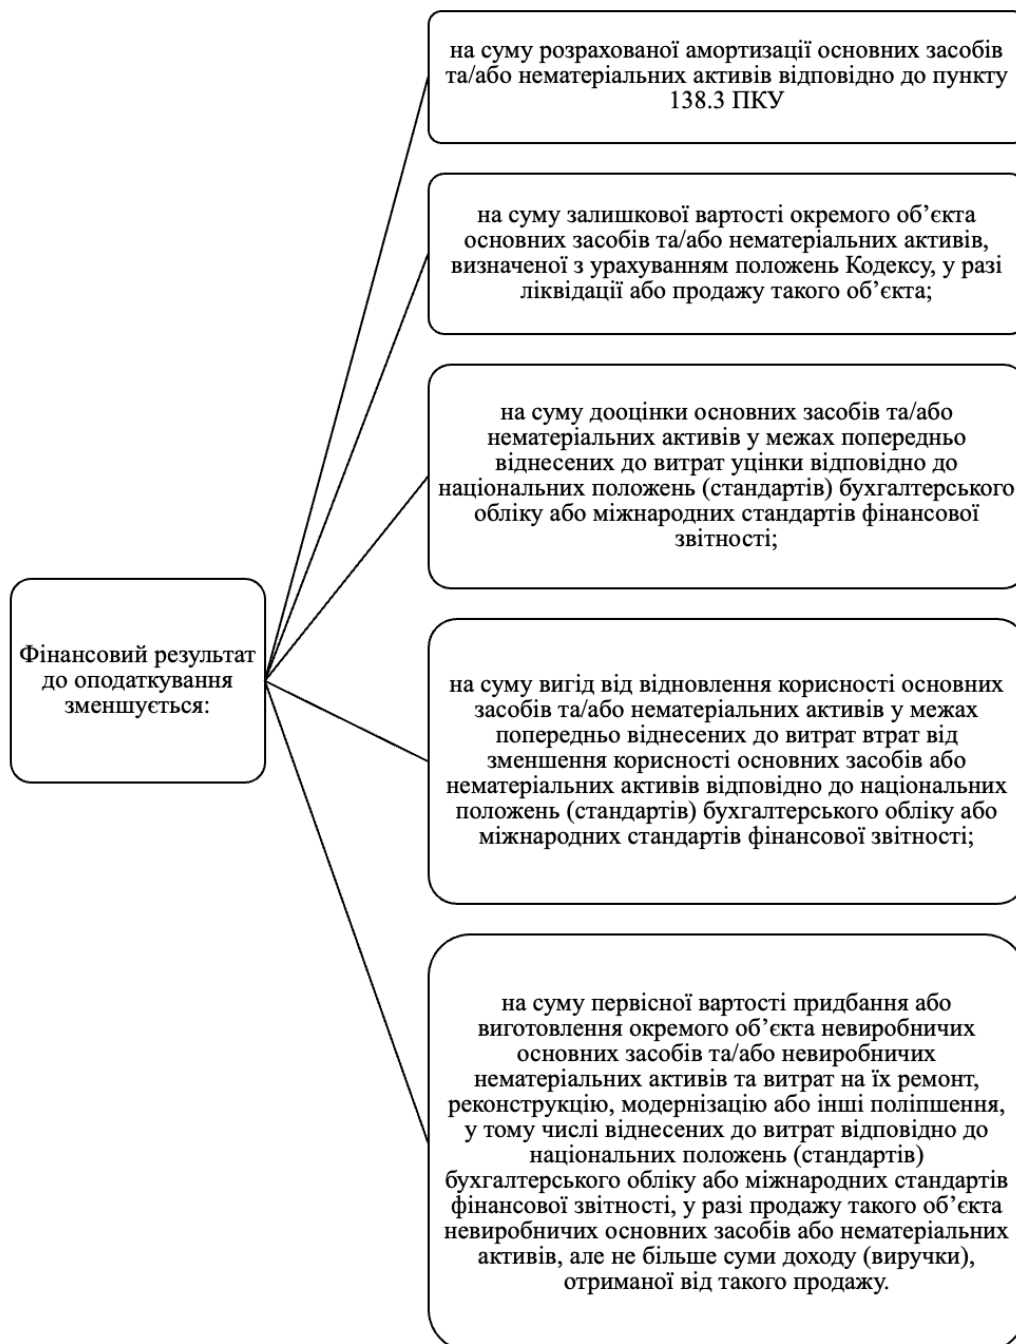 Фінансовий результат
до оподаткування
зменшується:
на суму розрахованої амортизації основних засобів
та/або нематеріальних активів відповідно до пункту
138.3 ПКУ
на суму залишкової вартості окремого об’єкта
основних засобів та/або нематеріальних активів,
визначеної з урахуванням положень Кодексу, у разі
ліквідації або продажу такого об’єкта;
на суму дооцінки основних засобів та/або
нематеріальних активів у межах попередньо
віднесених до витрат уцінки відповідно до
національних положень (стандартів) бухгалтерського
обліку або міжнародних стандартів фінансової
звітності;
на суму вигід від відновлення корисності основних
засобів та/або нематеріальних активів у межах
попередньо віднесених до витрат втрат від
зменшення корисності основних засобів або
нематеріальних активів відповідно до національних
положень (стандартів) бухгалтерського обліку або
міжнародних стандартів фінансової звітності;
на суму первісної вартості придбання або
виготовлення окремого об’єкта невиробничих
основних засобів та/або невиробничих
нематеріальних активів та витрат на їх ремонт,
реконструкцію, модернізацію або інші поліпшення,
у тому числі віднесених до витрат відповідно до
національних положень (стандартів)
бухгалтерського обліку або міжнародних стандартів
фінансової звітності, у разі продажу такого об’єкта
невиробничих основних засобів або нематеріальних
активів, але не більше суми доходу (виручки),
отриманої від такого продажу.